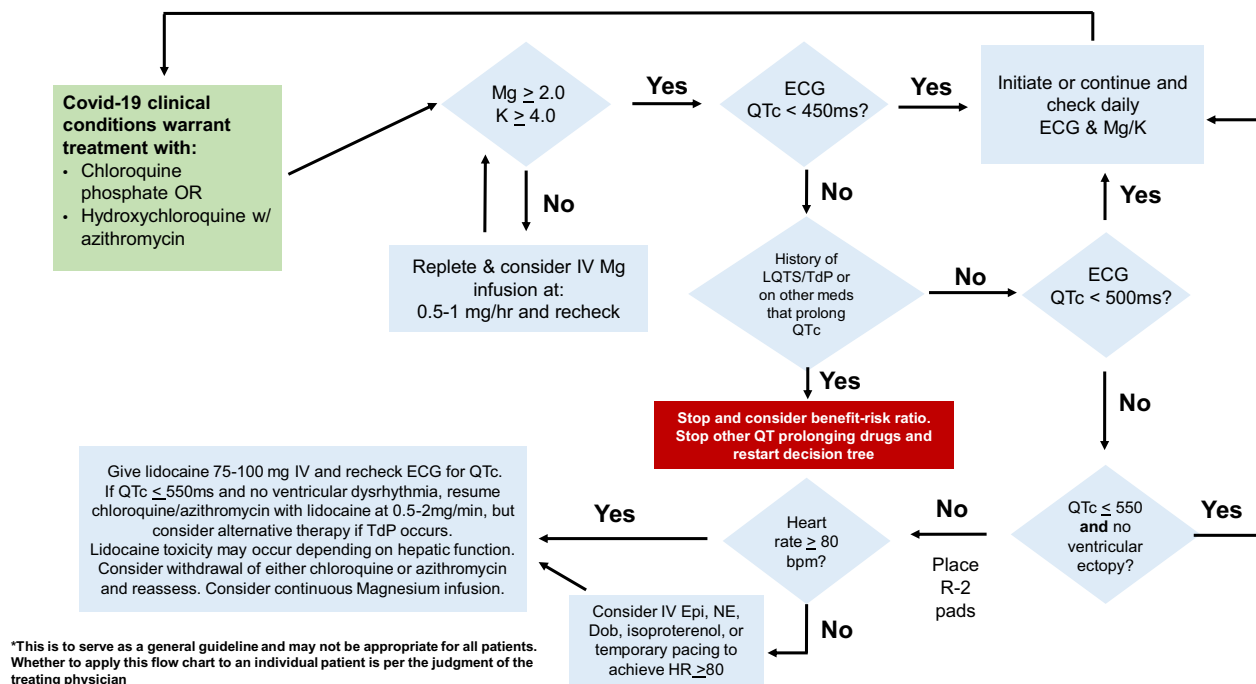 Covid-19 clinical
conditions warrant
treatment with:
• Chloroquine
phosphate OR
• Hydroxychloroquine w/
azithromycin
Mg ≥ 2.0
K ≥ 4.0
Yes
ECG
QTc < 450ms?
Yes
Initiate or continue and
check daily
ECG & Mg/K
No
No
Yes
Replete & consider IV Mg
infusion at:
0.5-1 mg/hr and recheck
History of
LQTS/TdP or
on other meds
that prolong
QTc
No
ECG
QTc < 500ms?
Yes
No
Stop and consider benefit-risk ratio.
Stop other QT prolonging drugs and
restart decision tree
Give lidocaine 75-100 mg IV and recheck ECG for QTc.
If QTc ≤ 550ms and no ventricular dysrhythmia, resume
chloroquine/azithromycin with lidocaine at 0.5-2mg/min, but
consider alternative therapy if TdP occurs.
Lidocaine toxicity may occur depending on hepatic function.
Consider withdrawal of either chloroquine or azithromycin
and reassess. Consider continuous Magnesium infusion.
Yes
Heart
rate ≥ 80
bpm?
No
Place
R-2
pads
QTc ≤ 550
and no
ventricular
ectopy?
Yes
No
Consider IV Epi, NE,
Dob, isoproterenol, or
temporary pacing to
achieve HR ≥80
*This is to serve as a general guideline and may not be appropriate for all patients.
Whether to apply this flow chart to an individual patient is per the judgment of the
treating physician